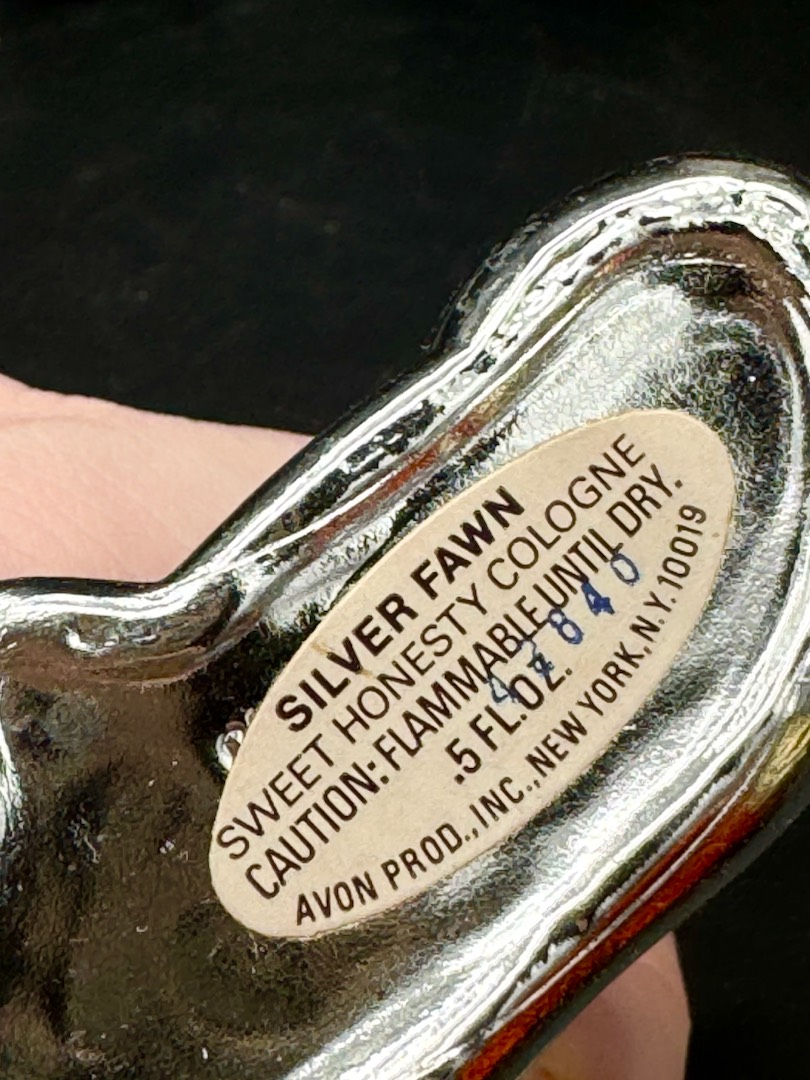 SILVER FAWN
SWEET HONESTY COLOGNE
CAUTION: FLAMMABLE UNTIL DRY.
.5 FL.OZ.
AVON PROD., INC., NEW YORK, N.Y. 10019